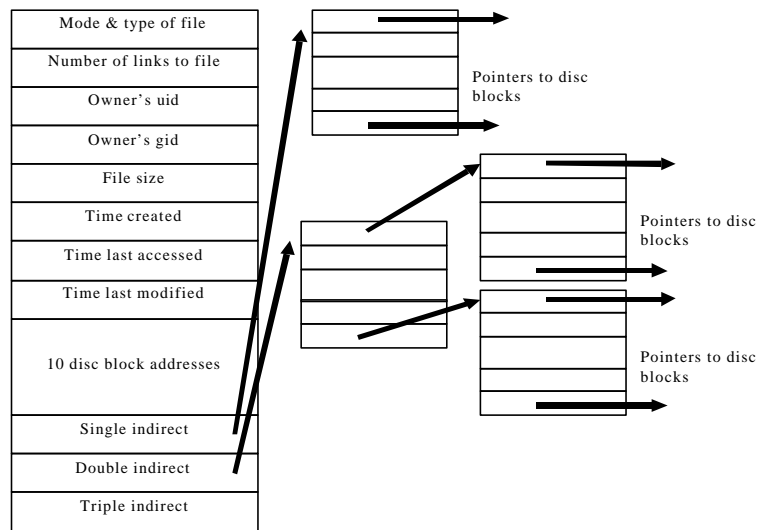 Mode & type of file
Number of links to file
Owner's uid
Owner's gid
File size
Time created
Time last accessed
Time last modified
10 disc block addresses
Single indirect
Double indirect
Triple indirect
Pointers to disc
blocks
Pointers to disc
blocks
Pointers to disc
blocks